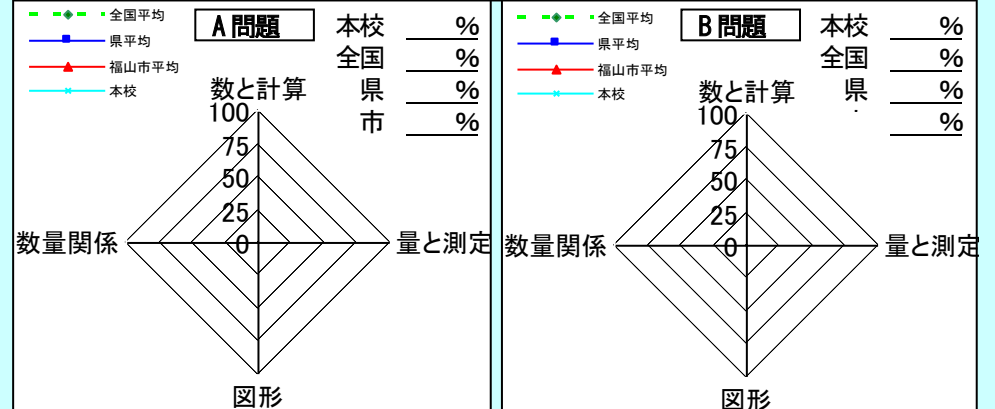 全国平均
県平均
福山市平均
本校
A問題
本校 %
全国 %
県 %
市 %
数と計算
100
75
50
25
0
数量関係
量と測定
図形
全国平均
県平均
福山市平均
本校
B問題
本校 %
全国 %
県 %
%
数と計算
100
75
50
25
0
数量関係
量と測定
図形